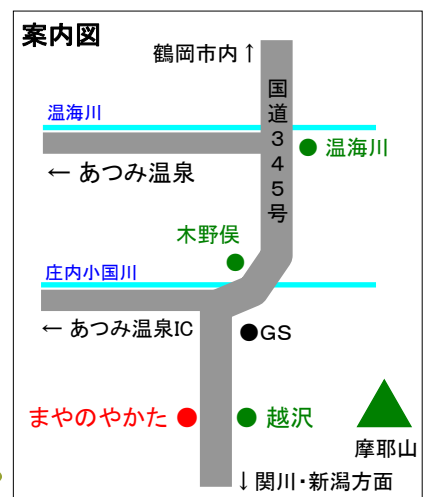 案内図
鶴岡市内↑
国道345号
温海川
温海川
← あつみ温泉
木野俣
庄内小国川
← あつみ温泉IC
GS
まやのやかた
越沢
摩耶山
↓関川・新潟方面